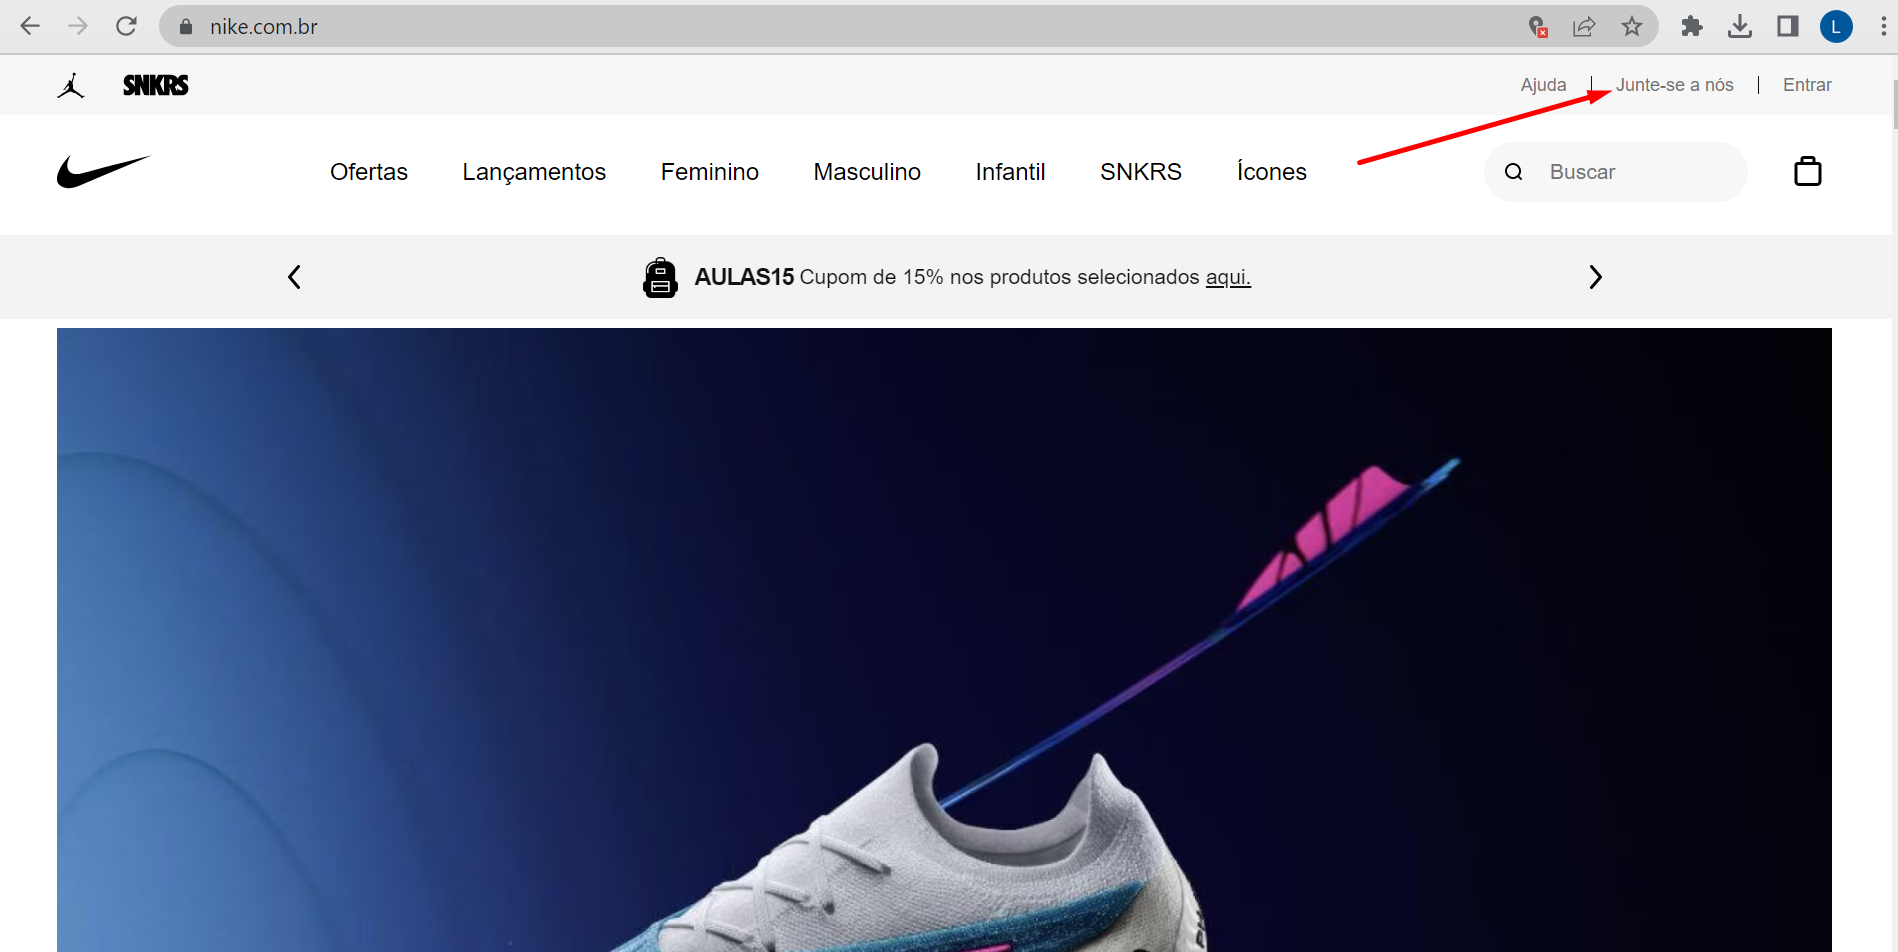 nike.com.br
L
SNKRS
Ajuda | Junte-se a nós | Entrar
Ofertas Lançamentos Feminino Masculino Infantil SNKRS Ícones Buscar
AULAS15 Cupom de 15% nos produtos selecionados aqui.